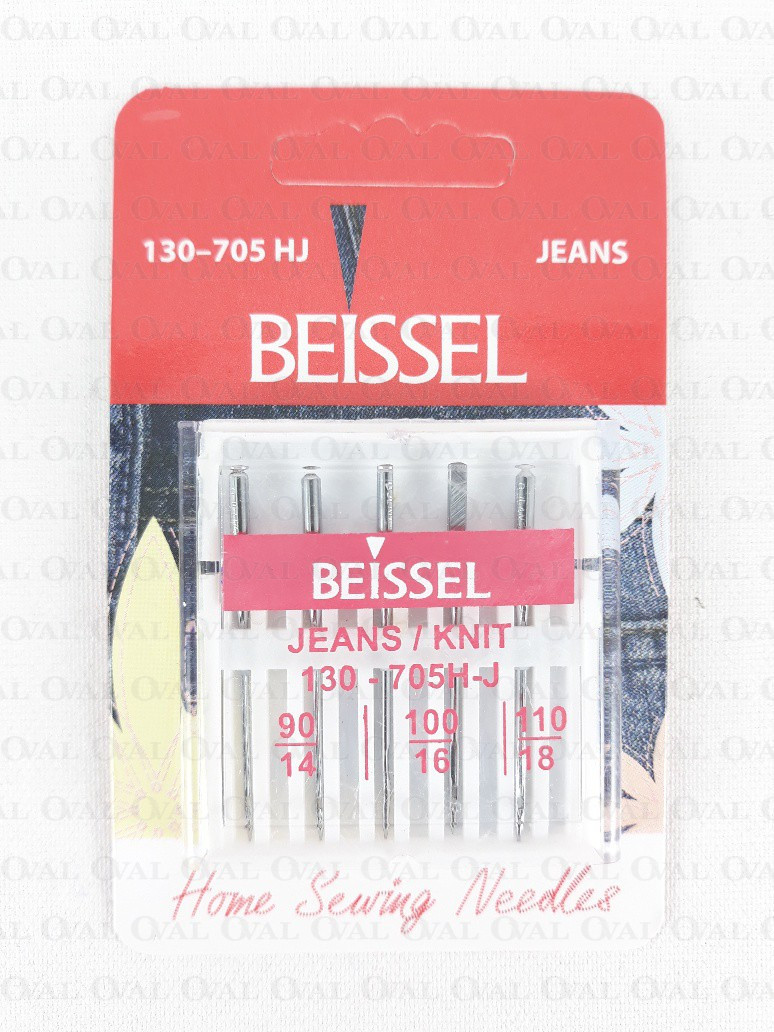 130–705 HJ
JEANS
BEISSEL
BEISSEL
JEANS / KNIT
130 - 705H-J
90/14 | 100/16 | 110/18
Home Sewing Needles
OVAL